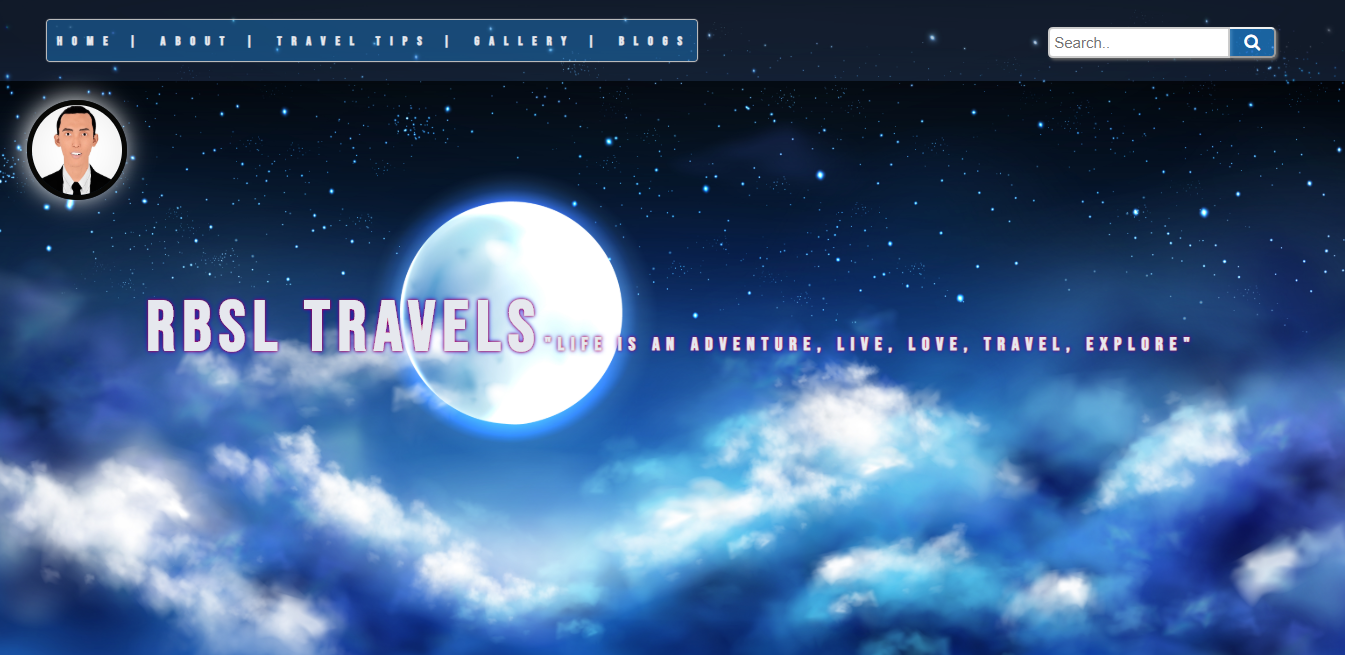 HOME | ABOUT | TRAVEL TIPS | GALLERY | BLOGS
Search..
RBSL TRAVELS "LIFE IS AN ADVENTURE, LIVE, LOVE, TRAVEL, EXPLORE"